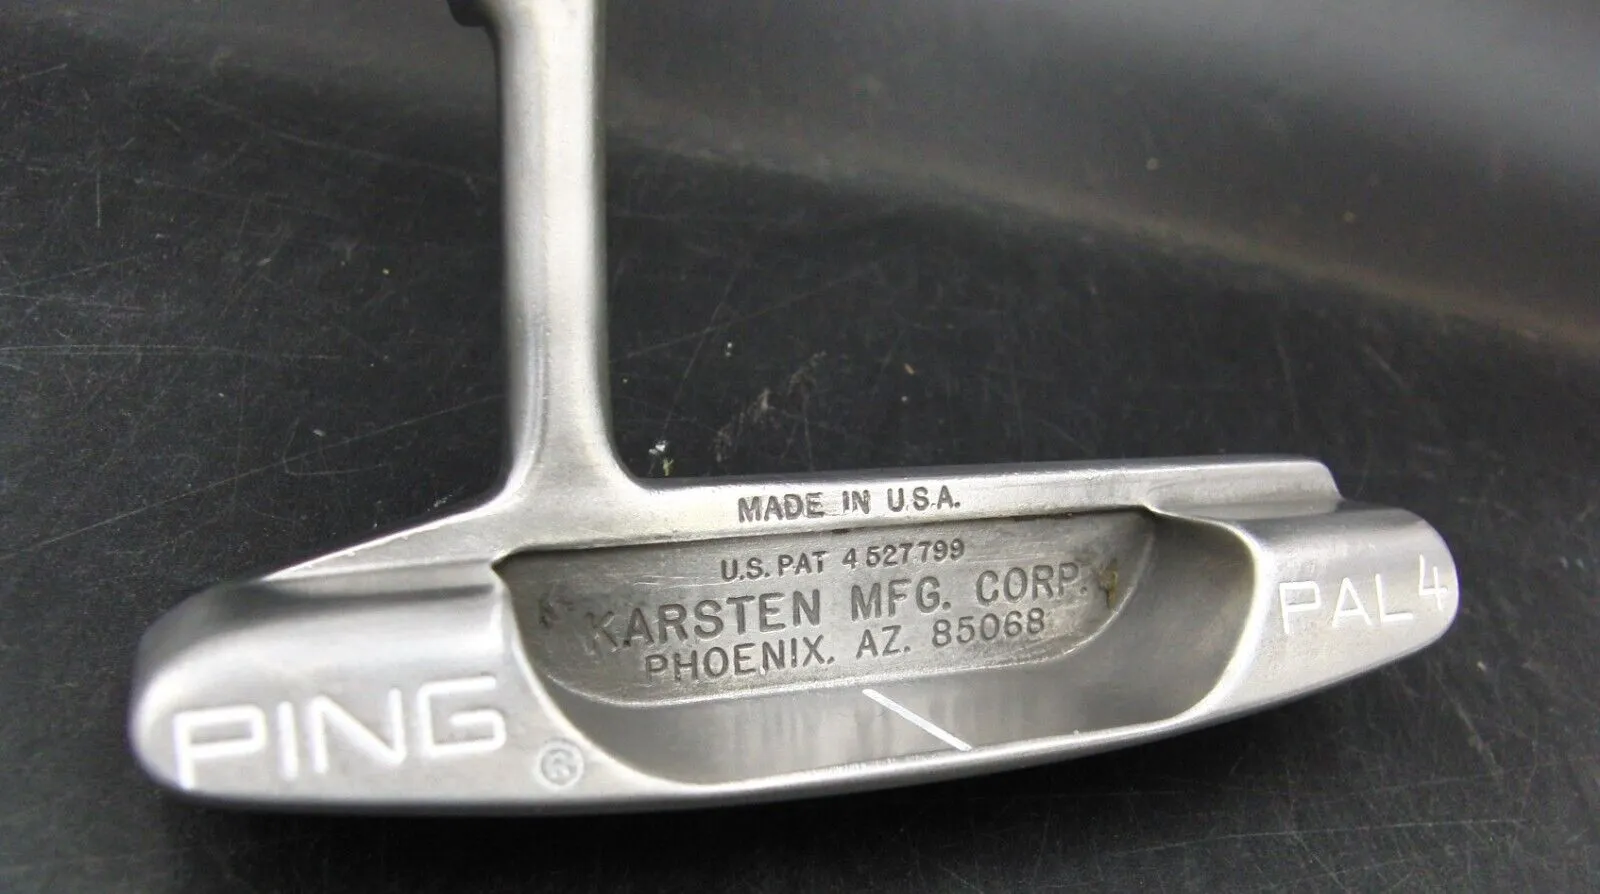 MADE IN U.S.A.
U.S. PAT 4 527799
KARSTEN MFG. CORP.
PHOENIX, AZ. 85068
PING ®
PAL 4